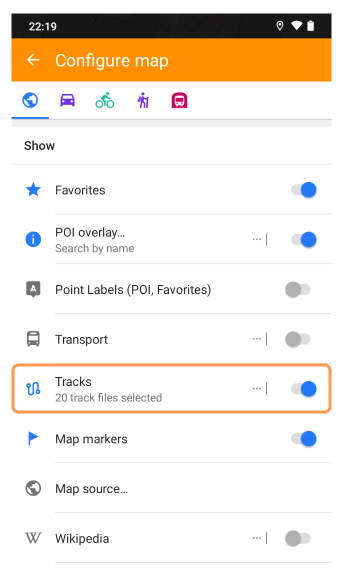 22:19
Configure map
Show
Favorites
POI overlay...
Search by name
A
Point Labels (POI, Favorites)
Transport
Tracks
20 track files selected
Map markers
Map source...
W
Wikipedia